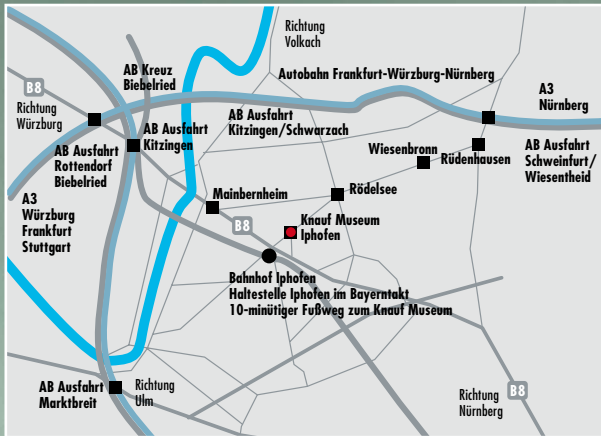 Richtung
Volkach
B8
AB Kreuz
Biebelried
Autobahn Frankfurt-Würzburg-Nürnberg
A3
Nürnberg
Richtung
Würzburg
AB Ausfahrt
Kitzingen
AB Ausfahrt
Kitzingen/Schwarzach
AB Ausfahrt
Rottendorf
Biebelried
Wiesenbronn
Rüdenhausen
AB Ausfahrt
Schweinfurt/
Wiesentheid
Mainbernheim
Rödelsee
A3
Würzburg
Frankfurt
Stuttgart
B8
Knauf Museum
Iphofen
Bahnhof Iphofen
Haltestelle Iphofen im Bayerntakt
10-minütiger Fußweg zum Knauf Museum
AB Ausfahrt
Marktbreit
Richtung
Ulm
Richtung
Nürnberg
B8